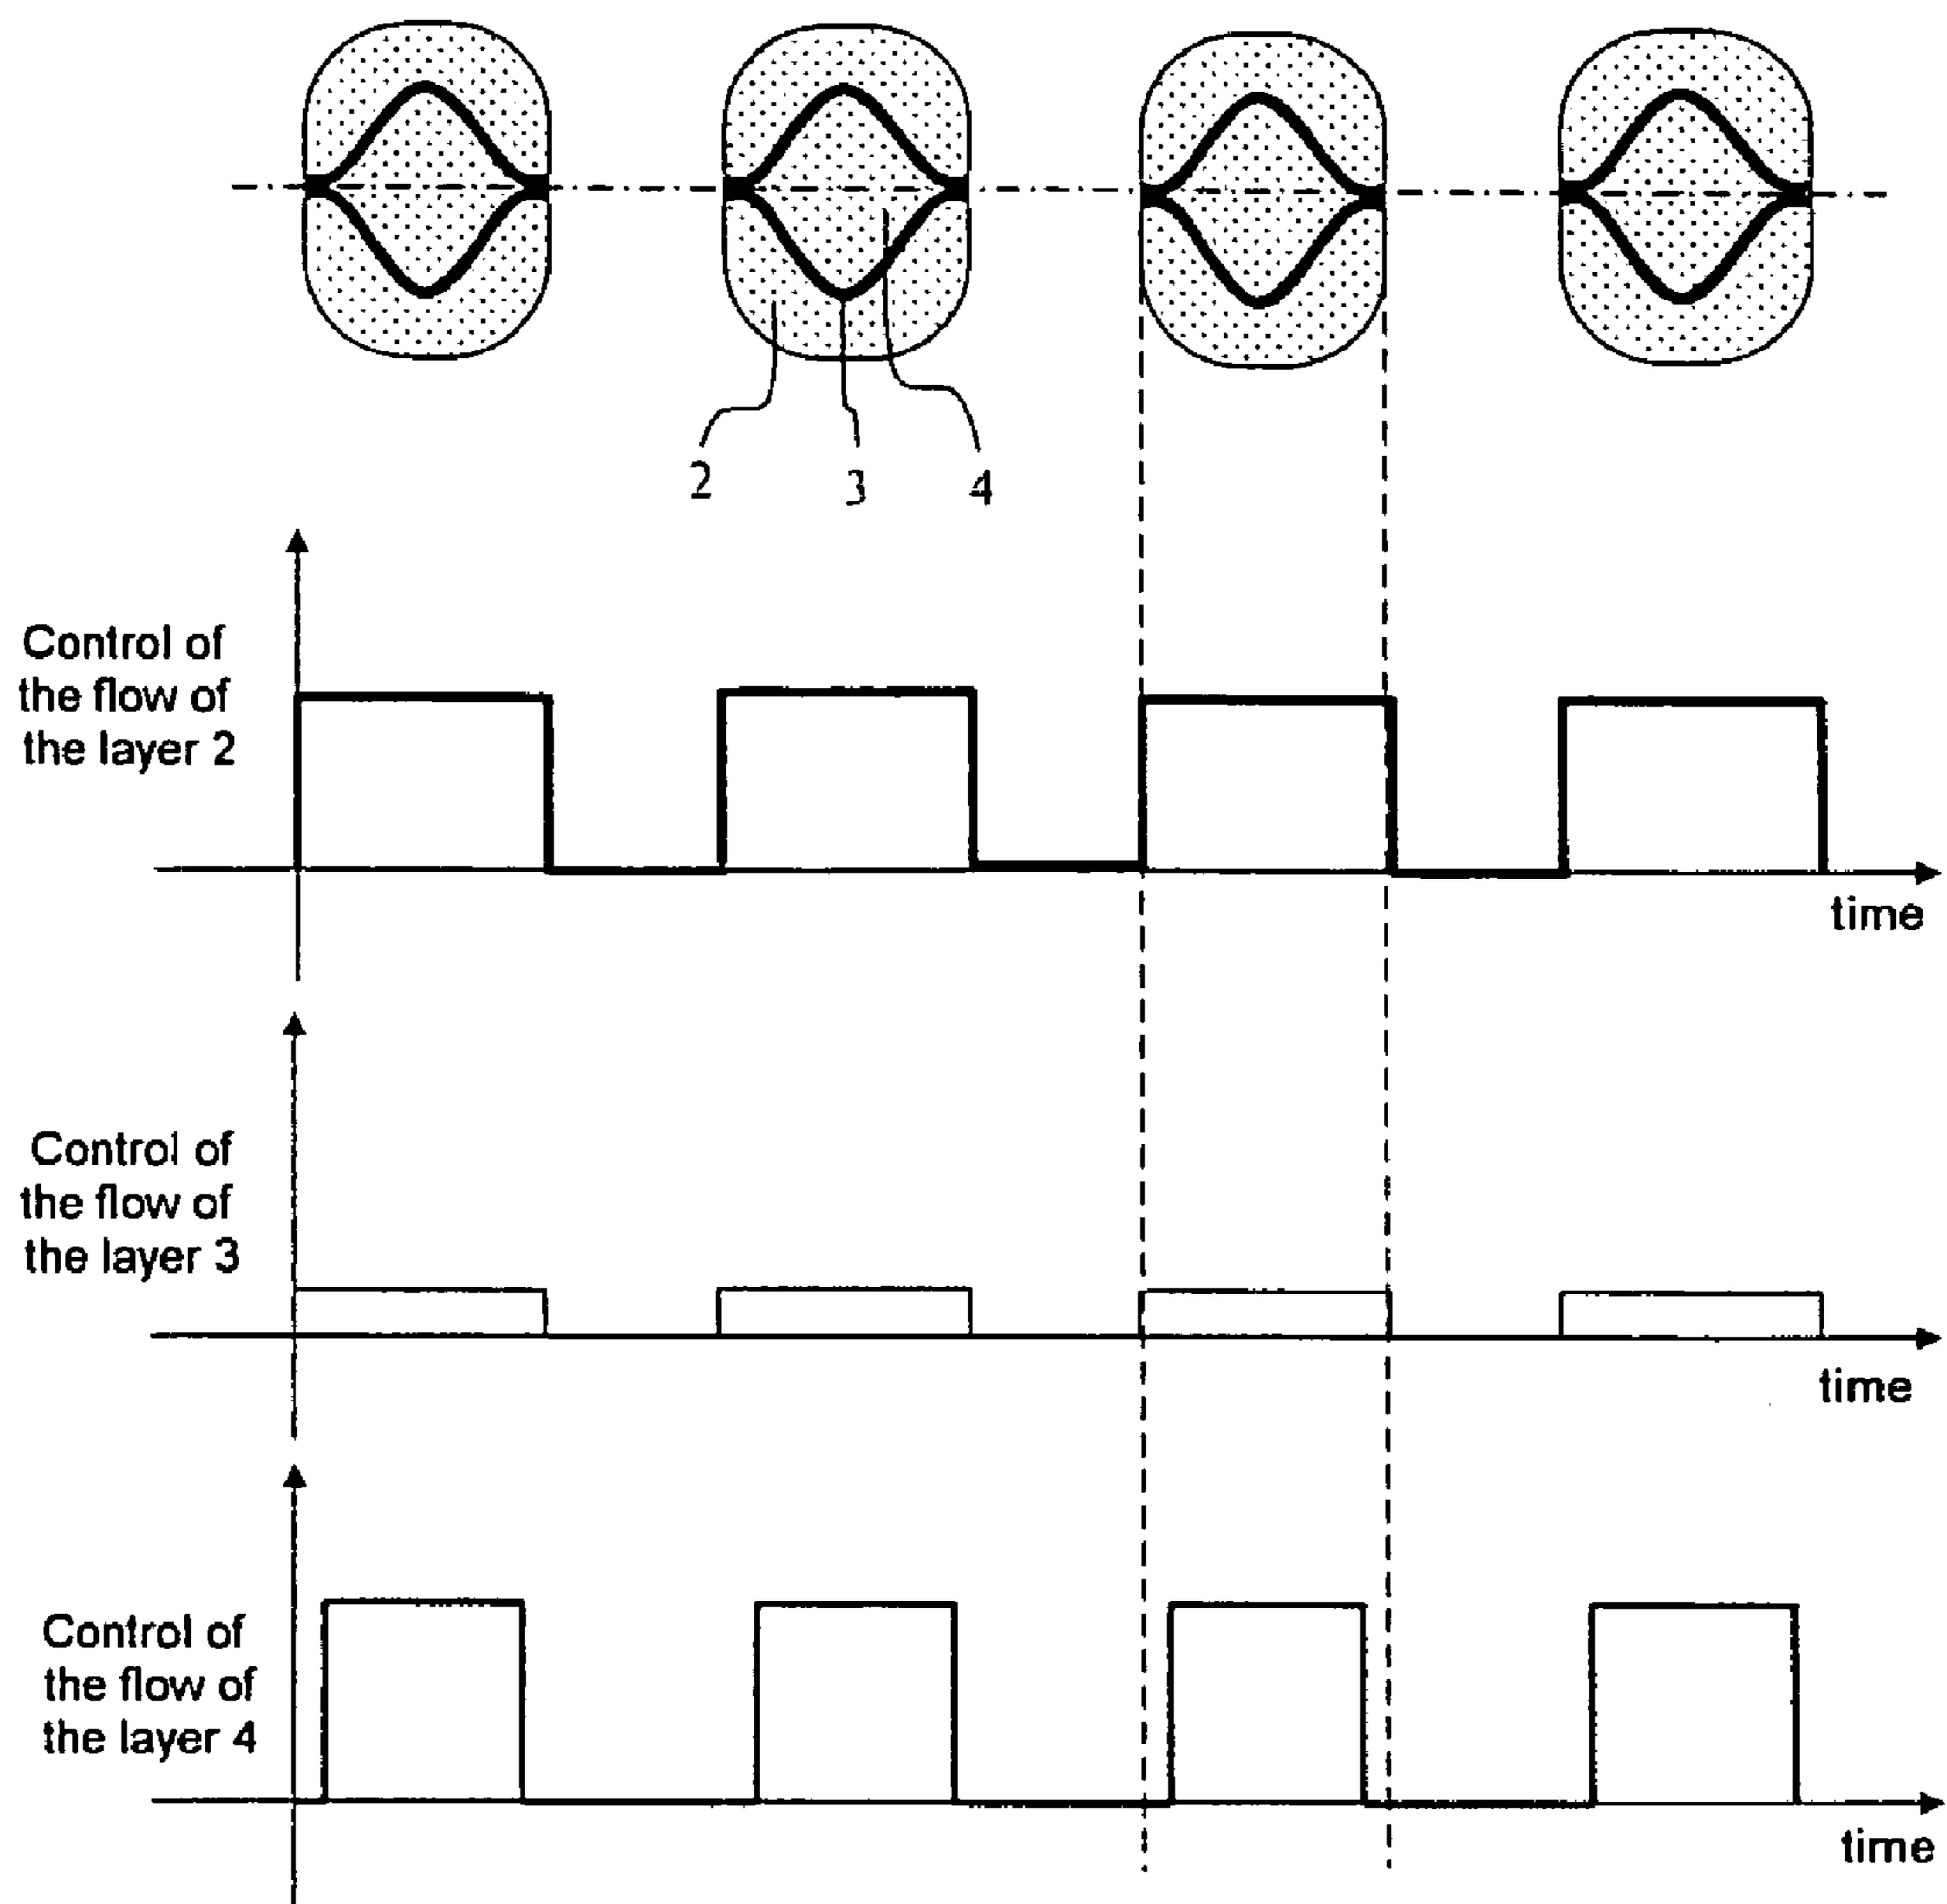 2
3
4
Control of
the flow of
the layer 2
time
Control of
the flow of
the layer 3
time
Control of
the flow of
the layer 4
time